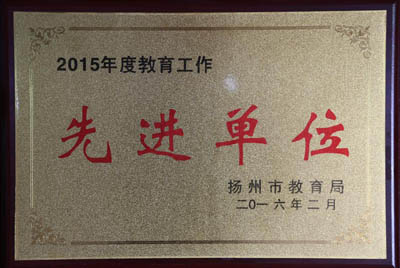 2015年度教育工作
先进单位
扬州市教育局
二〇一六年二月